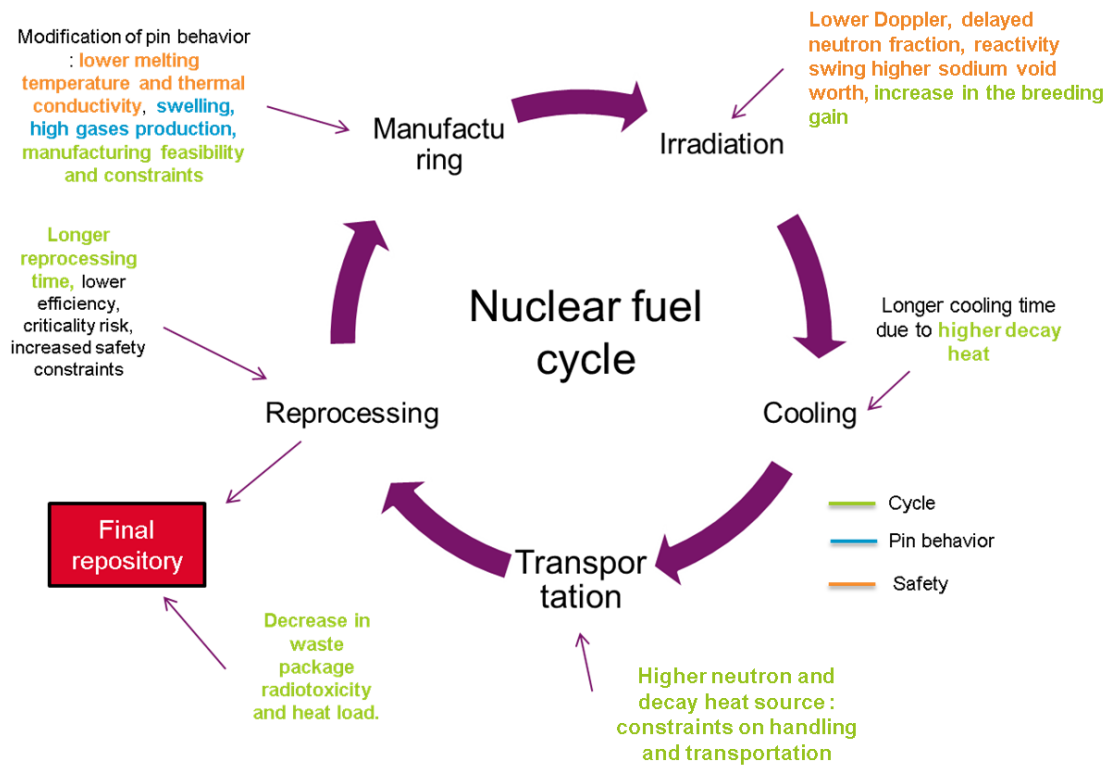 Modification of pin behavior
: lower melting
temperature and thermal
conductivity, swelling,
high gases production,
manufacturing feasibility
and constraints
Lower Doppler, delayed
neutron fraction, reactivity
swing higher sodium void
worth, increase in the breeding
gain
Manufactu
ring
Irradiation
Longer
reprocessing
time, lower
efficiency,
criticality risk,
increased safety
constraints
Nuclear fuel
cycle
Longer cooling time
due to higher decay
heat
Reprocessing
Cooling
Final
repository
Transpor
tation
Cycle
Pin behavior
Safety
Decrease in
waste
package
radiotoxicity
and heat load.
Higher neutron and
decay heat source :
constraints on handling
and transportation